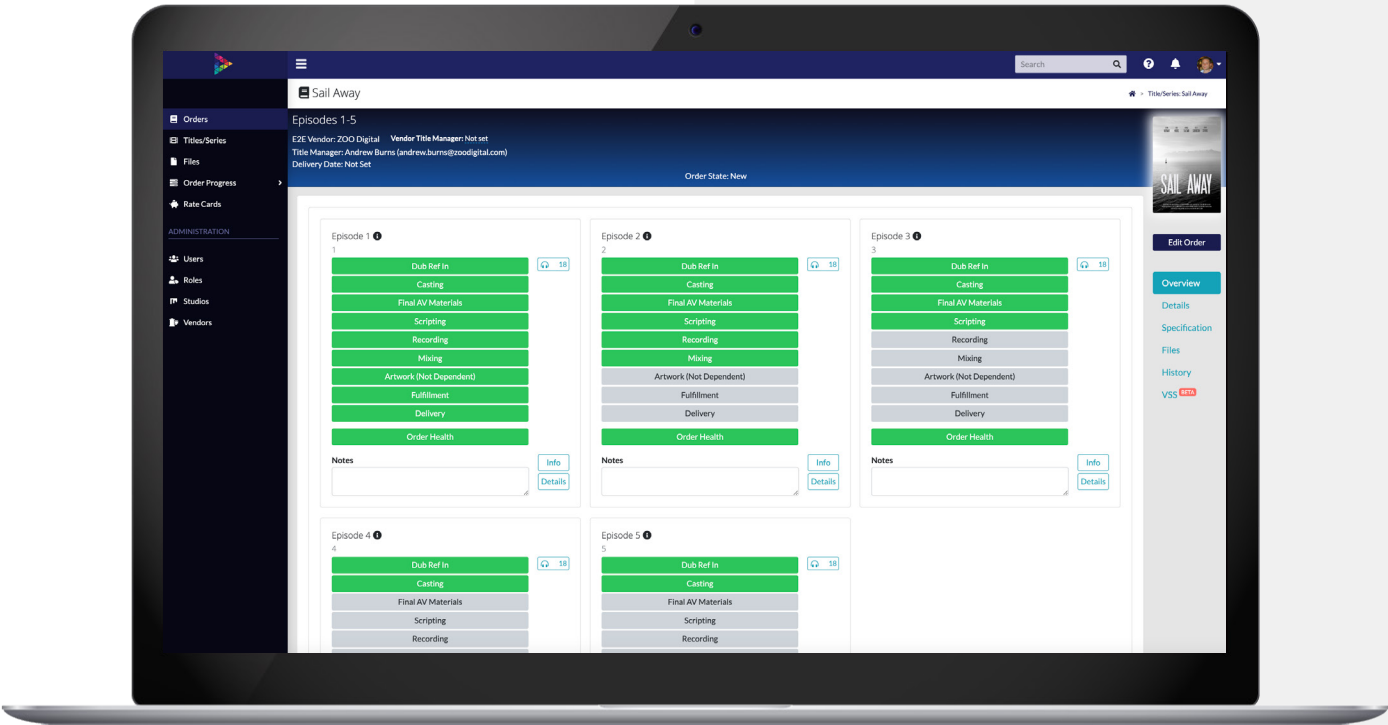 Search
Sail Away
> Title/Series: Sail Away
Orders
Titles/Series
Files
Order Progress
Rate Cards
ADMINISTRATION
Users
Roles
Studios
Vendors
Episodes 1-5
E2E Vendor: ZOO Digital Vendor Title Manager: Not set
Title Manager: Andrew Burns (andrew.burns@zoodigital.com)
Delivery Date: Not Set
Order State: New
SAIL AWAY
Edit Order
Overview
Details
Specification
Files
History
VSS BETA
Episode 1
1
Dub Ref In
18
Casting
Final AV Materials
Scripting
Recording
Mixing
Artwork (Not Dependent)
Fulfillment
Delivery
Order Health
Notes
Info
Details
Episode 2
2
Dub Ref In
18
Casting
Final AV Materials
Scripting
Recording
Mixing
Artwork (Not Dependent)
Fulfillment
Delivery
Order Health
Notes
Info
Details
Episode 3
3
Dub Ref In
18
Casting
Final AV Materials
Scripting
Recording
Mixing
Artwork (Not Dependent)
Fulfillment
Delivery
Order Health
Notes
Info
Details
Episode 4
4
Dub Ref In
18
Casting
Final AV Materials
Scripting
Recording
Episode 5
5
Dub Ref In
18
Casting
Final AV Materials
Scripting
Recording